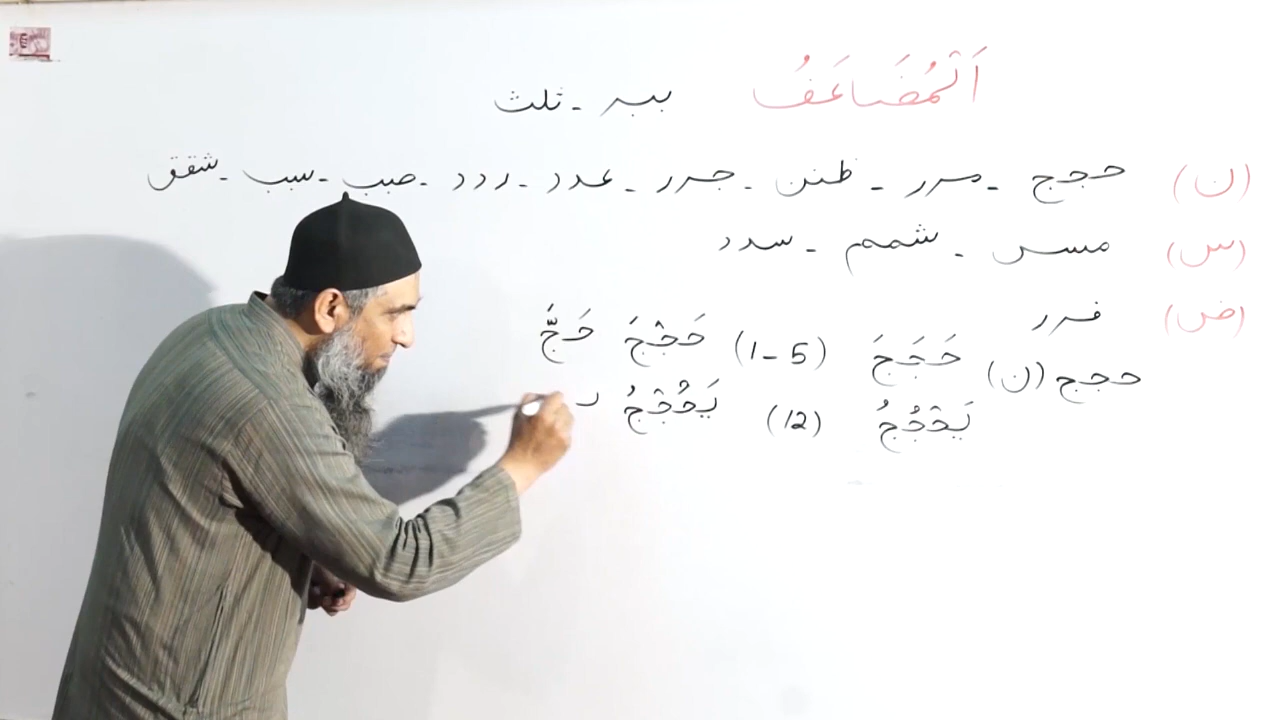 اَلْمُضَاعَفُ ببر - ثلث
(ن) حجج - مرر - ظنن - جرر - عدد - ردد - صبب - سبب - شقق
(س) مسس - شمم - سدد
(ض) فرر
حجج (ن) حَجَجَ (1-5) حَجْجَ حَجَّ
يَحْجُجُ (12) يَحُجْجُ